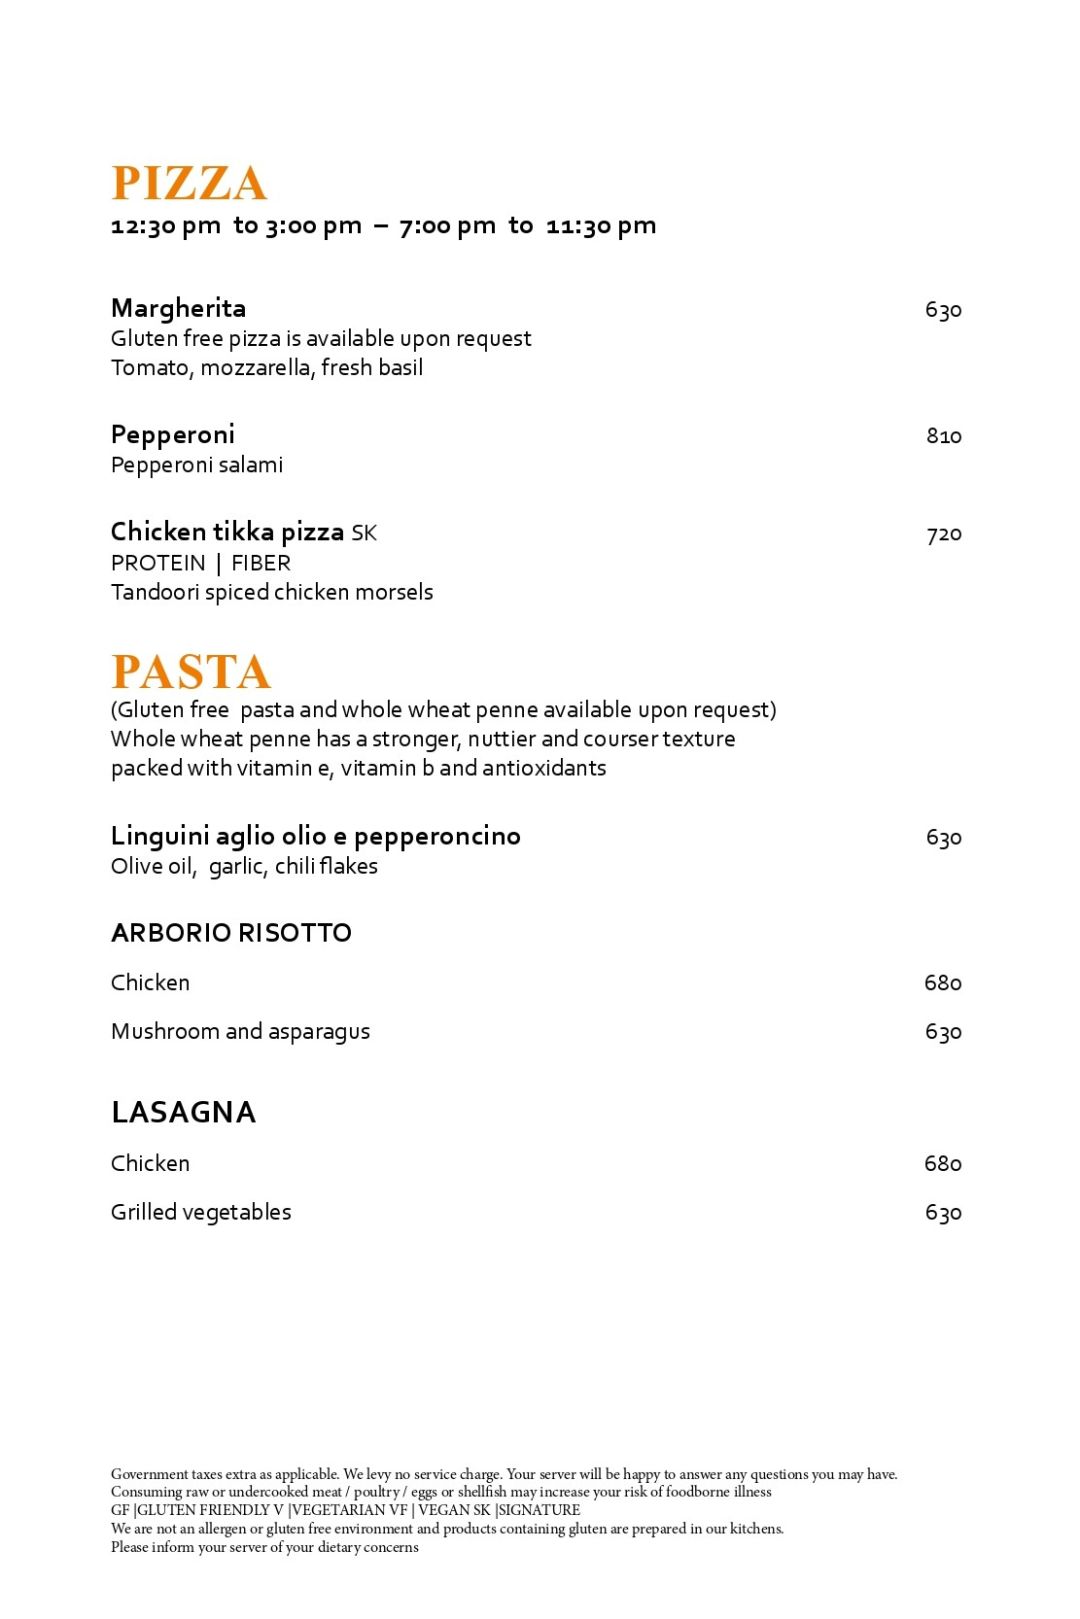 PIZZA
12:30 pm to 3:00 pm – 7:00 pm to 11:30 pm
Margherita 630
Gluten free pizza is available upon request
Tomato, mozzarella, fresh basil
Pepperoni 810
Pepperoni salami
Chicken tikka pizza SK 720
PROTEIN | FIBER
Tandoori spiced chicken morsels
PASTA
(Gluten free pasta and whole wheat penne available upon request)
Whole wheat penne has a stronger, nuttier and courser texture
packed with vitamin e, vitamin b and antioxidants
Linguini aglio olio e pepperoncino 630
Olive oil, garlic, chili flakes
ARBORIO RISOTTO
Chicken 680
Mushroom and asparagus 630
LASAGNA
Chicken 680
Grilled vegetables 630
Government taxes extra as applicable. We levy no service charge. Your server will be happy to answer any questions you may have.
Consuming raw or undercooked meat / poultry / eggs or shellfish may increase your risk of foodborne illness
GF |GLUTEN FRIENDLY V |VEGETARIAN VF | VEGAN SK |SIGNATURE
We are not an allergen or gluten free environment and products containing gluten are prepared in our kitchens.
Please inform your server of your dietary concerns